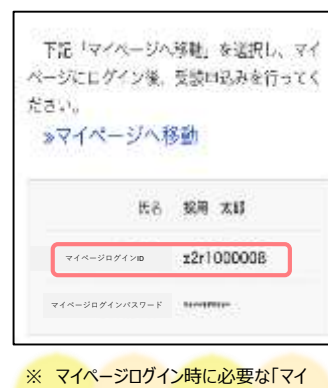 下記「マイページへ移動」を選択し、マイ
ページにログイン後、受験申込みを行ってく
ださい。
»マイページへ移動
氏名 採用 太郎
マイページログインID z2r1000008
マイページログインパスワード
※ マイページログイン時に必要な「マイ